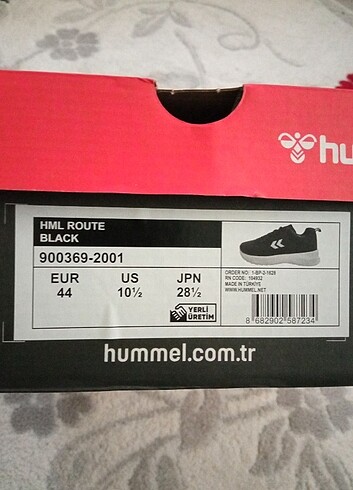 hu
HML ROUTE
BLACK
900369-2001
EUR US JPN
44 10½ 28½
YERLİ
ÜRETİM
ORDER NO: 1-BP-2-1628
RN CODE: 104932
MADE IN TÜRKİYE
WWW.HUMMEL.NET
8 682902 587234
hummel.com.tr